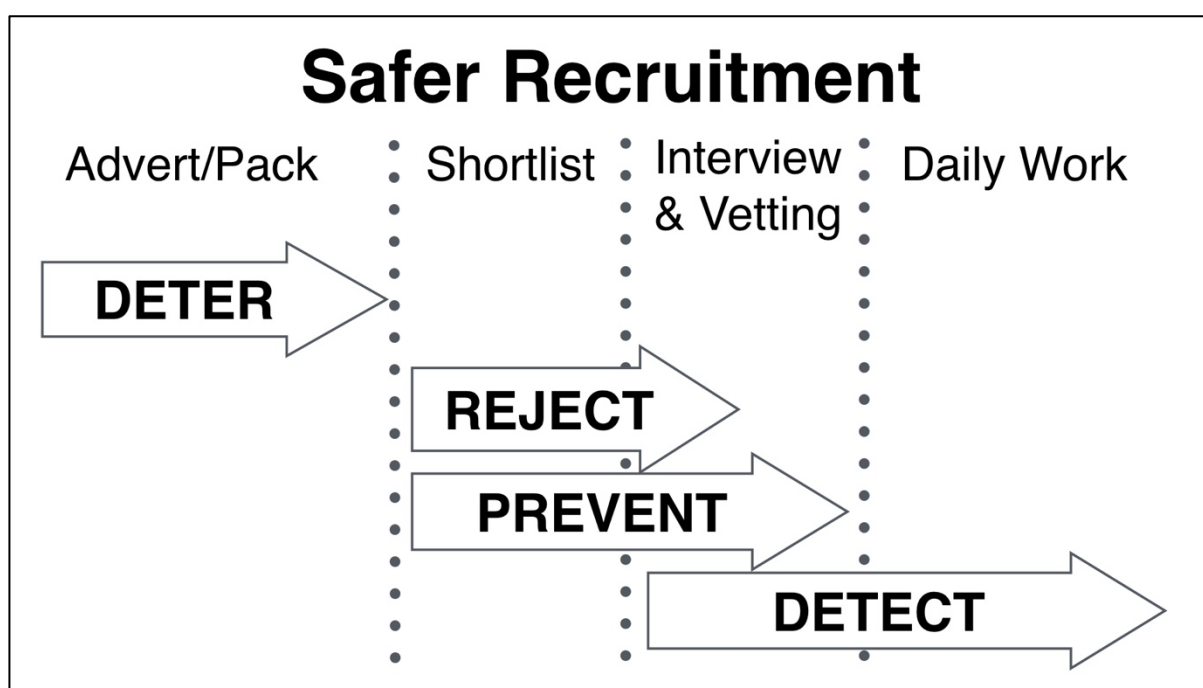 Safer Recruitment
Advert/Pack
Shortlist
Interview
& Vetting
Daily Work
DETER
REJECT
PREVENT
DETECT